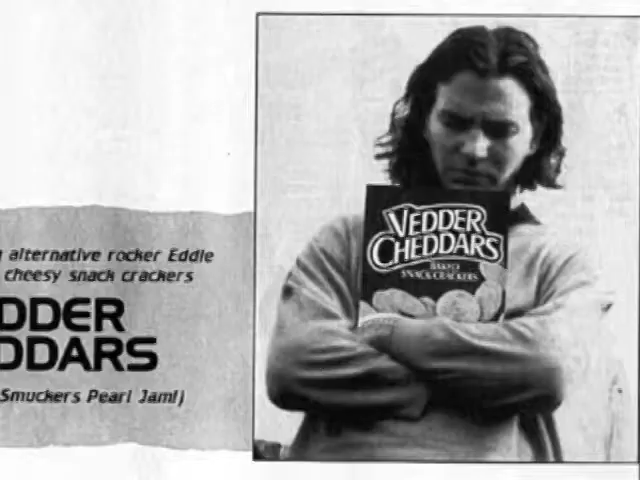 alternative rocker Eddie
cheesy snack crackers
DDER
DDARS
Smuckers Pearl Jam!)
VEDDER
CHEDDARS
BAKED
SNACK CRACKERS